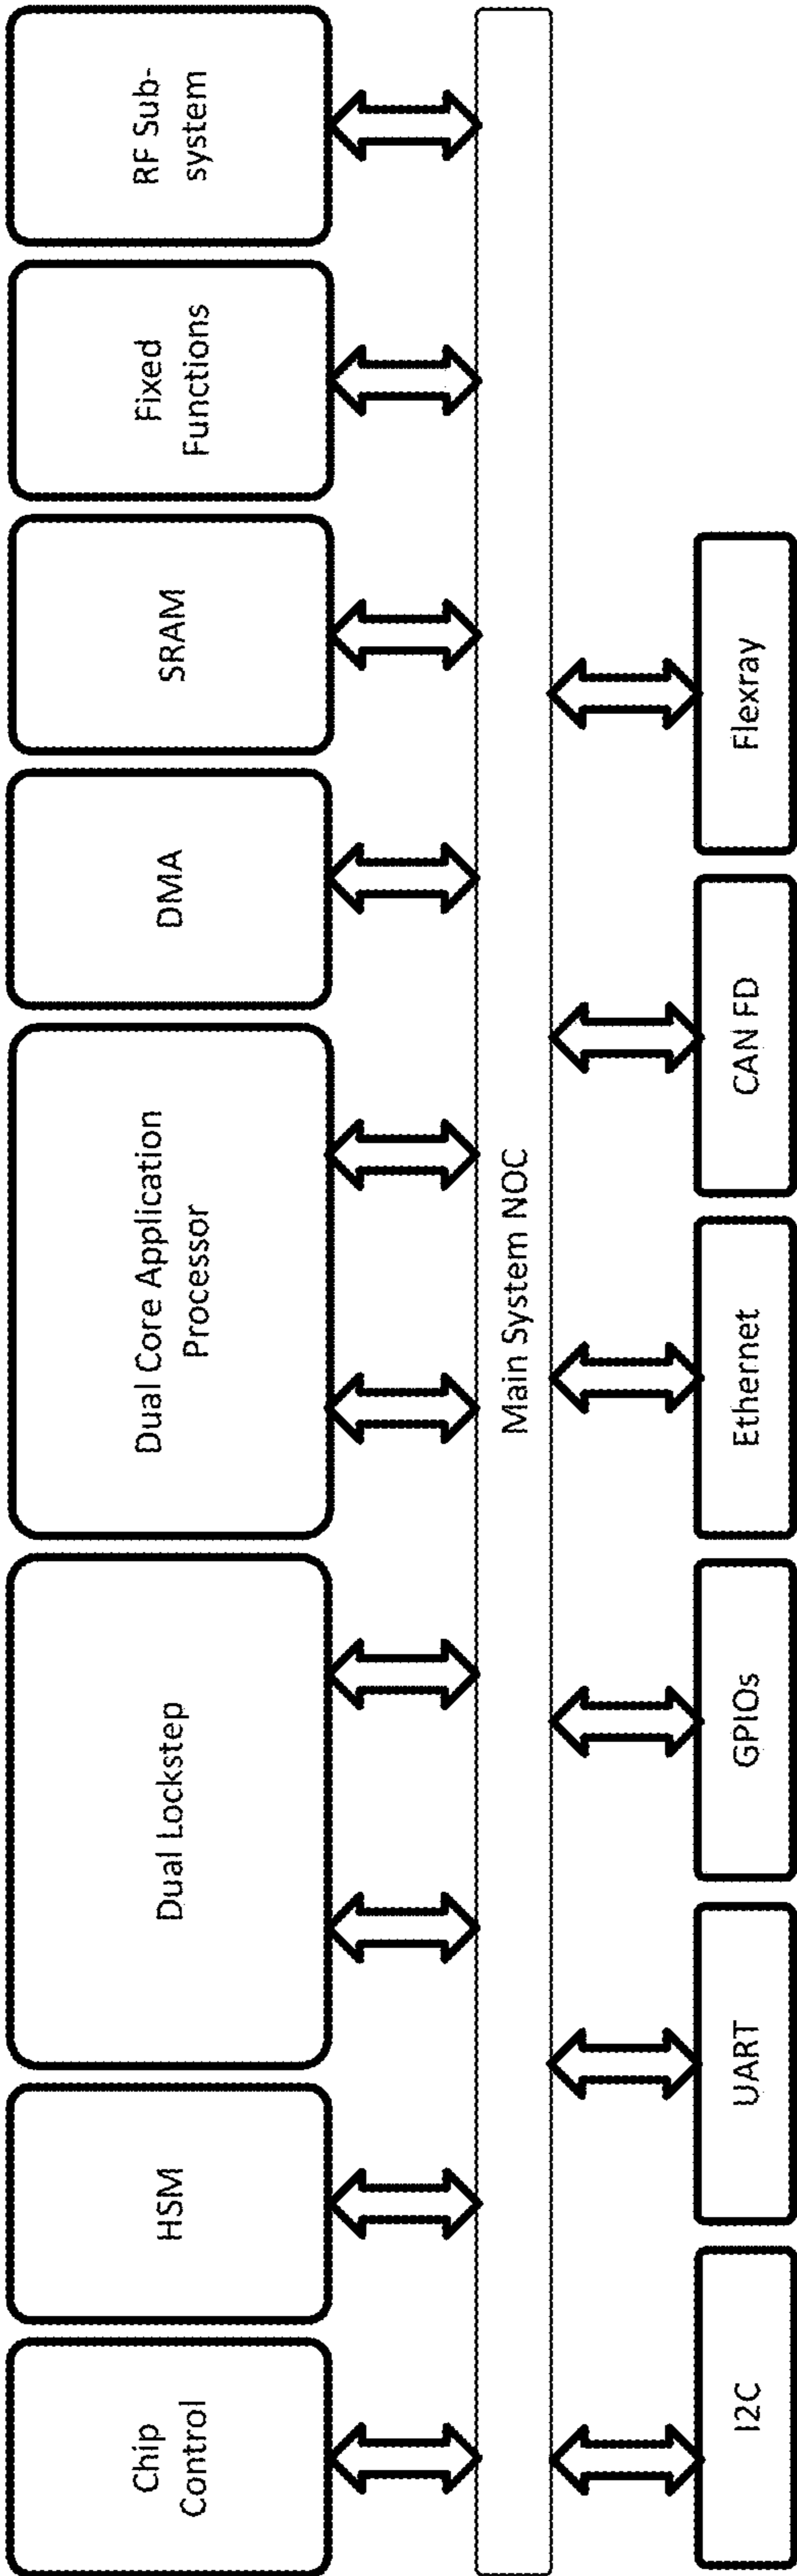 Chip
Control
HSM
Dual Lockstep
Dual Core Application
Processor
DMA
SRAM
Fixed
Functions
RF Sub-
system
Main System NOC
I2C
UART
GPIOs
Ethernet
CAN FD
Flexray